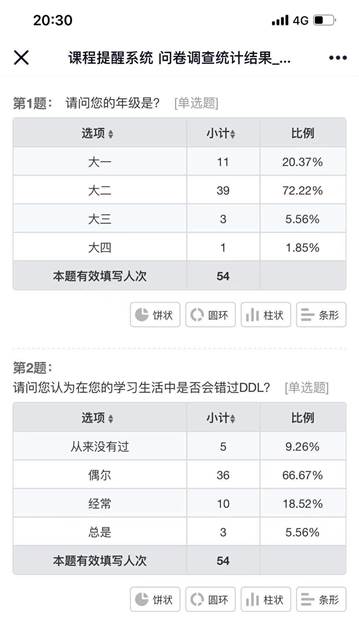 20:30 4G
课程提醒系统 问卷调查统计结果_...
第1题： 请问您的年级是? [单选题]
选项 小计 比例
大一 11 20.37%
大二 39 72.22%
大三 3 5.56%
大四 1 1.85%
本题有效填写人次 54
饼状 圆环 柱状 条形
第2题：
请问您认为在您的学习生活中是否会错过DDL? [单选题]
选项 小计 比例
从来没有过 5 9.26%
偶尔 36 66.67%
经常 10 18.52%
总是 3 5.56%
本题有效填写人次 54
饼状 圆环 柱状 条形